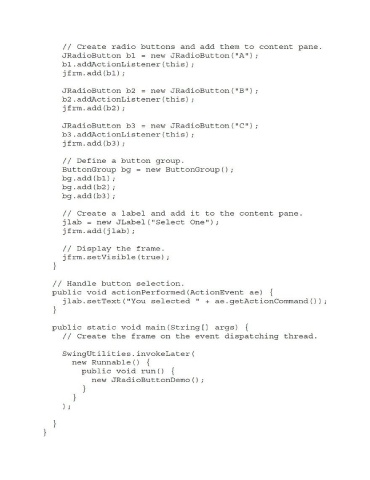 // Create radio buttons and add them to content pane.
JRadioButton b1 = new JRadioButton("A");
b1.addActionListener(this);
jfrm.add(b1);

JRadioButton b2 = new JRadioButton("B");
b2.addActionListener(this);
jfrm.add(b2);

JRadioButton b3 = new JRadioButton("C");
b3.addActionListener(this);
jfrm.add(b3);

// Define a button group.
ButtonGroup bg = new ButtonGroup();
bg.add(b1);
bg.add(b2);
bg.add(b3);

// Create a label and add it to the content pane.
jlab = new JLabel("Select One");
jfrm.add(jlab);

// Display the frame.
jfrm.setVisible(true);
}

// Handle button selection.
public void actionPerformed(ActionEvent ae) {
jlab.setText("You selected " + ae.getActionCommand());
}

public static void main(String[] args) {
// Create the frame on the event dispatching thread.

SwingUtilities.invokeLater(
new Runnable() {
public void run() {
new JRadioButtonDemo();
}
}
);

}
}